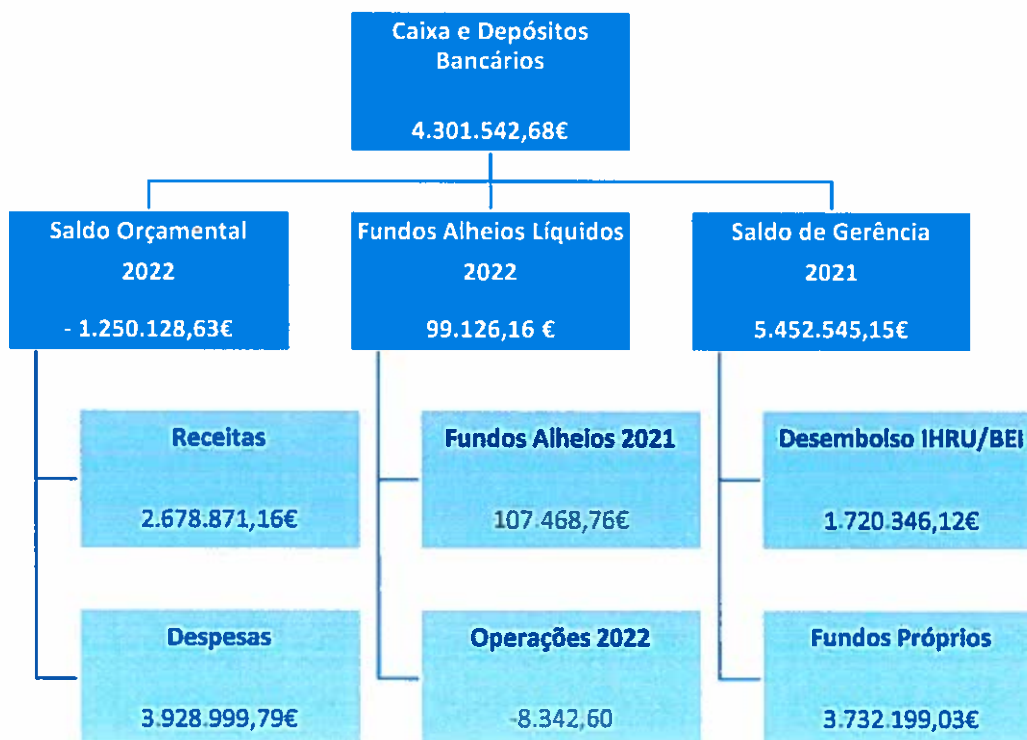 Caixa e Depósitos
Bancários
4.301.542,68€
Saldo Orçamental
2022
- 1.250.128,63€
Fundos Alheios Líquidos
2022
99.126,16 €
Saldo de Gerência
2021
5.452.545,15€
Receitas
2.678.871,16€
Fundos Alheios 2021
107.468,76€
Desembolso IHRU/BEI
1.720.346,12€
Despesas
3.928.999,79€
Operações 2022
-8.342,60
Fundos Próprios
3.732.199,03€